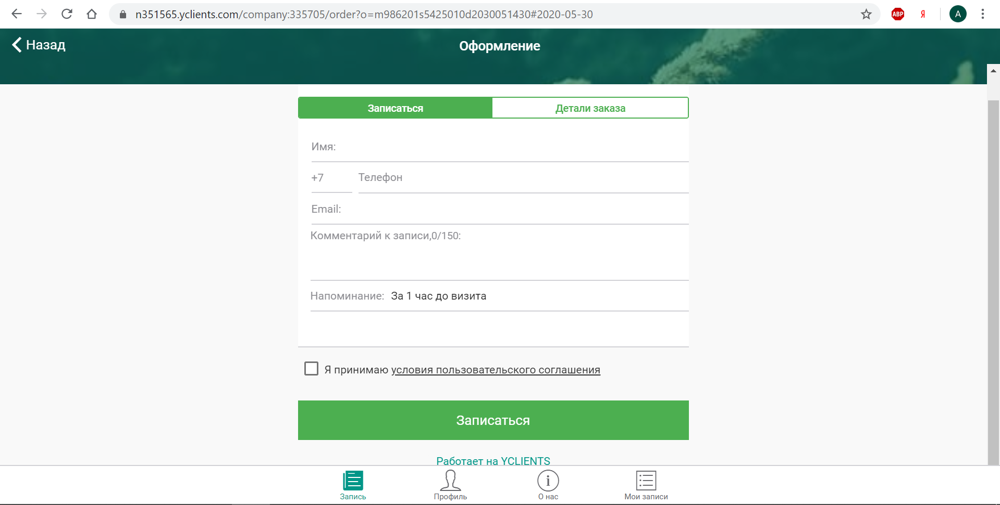 n351565.yclients.com/company:335705/order?o=m986201s5425010d2030051430#2020-05-30
ABP
Я
A
Назад
Оформление
Записаться
Детали заказа
Имя:
+7
Телефон
Email:
Комментарий к записи,0/150:
Напоминание: За 1 час до визита
Я принимаю условия пользовательского соглашения
Записаться
Работает на YCLIENTS
Запись
Профиль
О нас
Мои записи